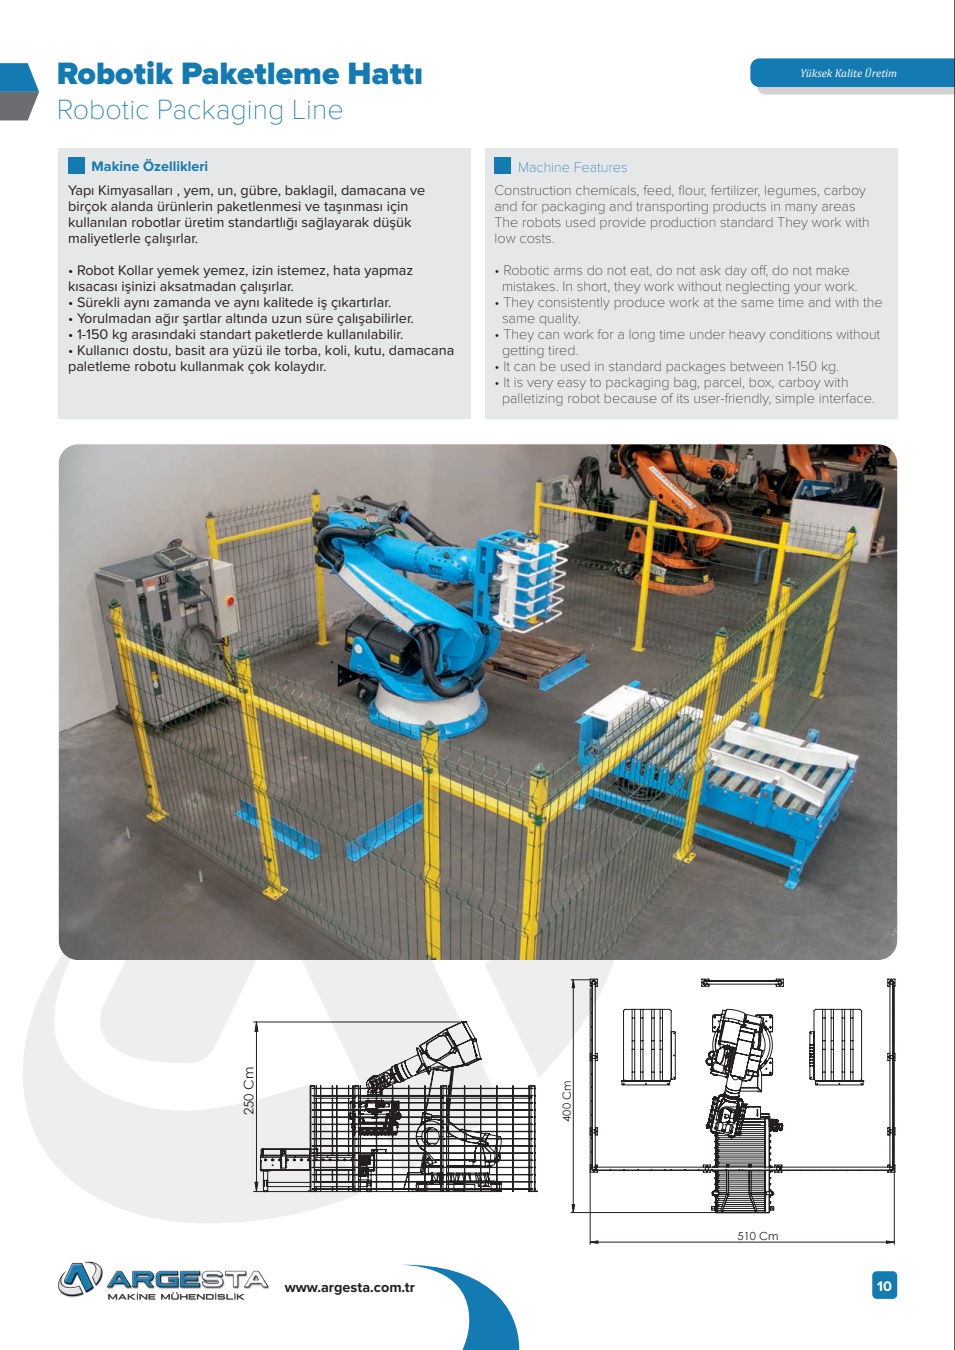 Robotik Paketleme Hattı
Robotic Packaging Line
Yüksek Kalite Üretim
Makine Özellikleri
Yapı Kimyasalları , yem, un, gübre, baklagil, damacana ve
birçok alanda ürünlerin paketlenmesi ve taşınması için
kullanılan robotlar üretim standartlığı sağlayarak düşük
maliyetlerle çalışırlar.
• Robot Kollar yemek yemez, izin istemez, hata yapmaz
kısacası işinizi aksatmadan çalışırlar.
• Sürekli aynı zamanda ve aynı kalitede iş çıkartırlar.
• Yorulmadan ağır şartlar altında uzun süre çalışabilirler.
• 1-150 kg arasındaki standart paketlerde kullanılabilir.
• Kullanıcı dostu, basit ara yüzü ile torba, koli, kutu, damacana
paletleme robotu kullanmak çok kolaydır.
Machine Features
Construction chemicals, feed, flour, fertilizer, legumes, carboy
and for packaging and transporting products in many areas
The robots used provide production standard They work with
low costs.
• Robotic arms do not eat, do not ask day off, do not make
mistakes. In short, they work without neglecting your work.
• They consistently produce work at the same time and with the
same quality.
• They can work for a long time under heavy conditions without
getting tired.
• It can be used in standard packages between 1-150 kg.
• It is very easy to packaging bag, parcel, box, carboy with
palletizing robot because of its user-friendly, simple interface.
250 Cm
400 Cm
510 Cm
ARGESTA
MAKİNE MÜHENDİSLİK
www.argesta.com.tr
10